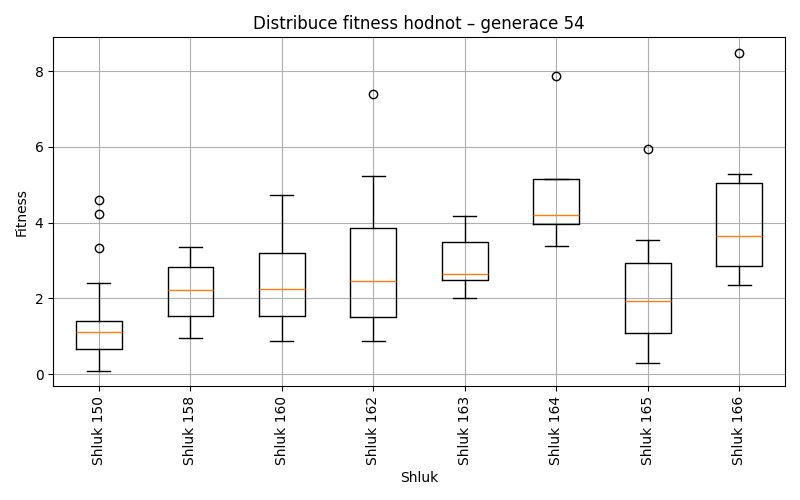 Distribuce fitness hodnot – generace 54
Fitness
8
6
4
2
0
Shluk 150
Shluk 158
Shluk 160
Shluk 162
Shluk 163
Shluk 164
Shluk 165
Shluk 166
Shluk